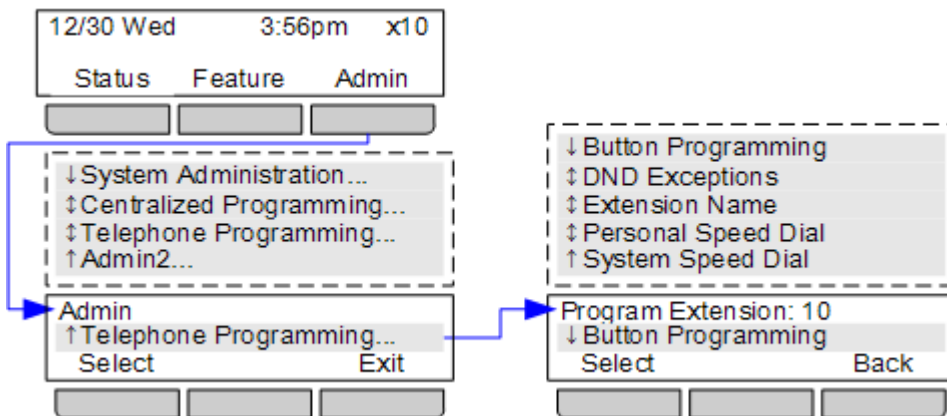 12/30 Wed 3:56pm x10
Status Feature Admin
↓System Administration...
↕Centralized Programming...
↕Telephone Programming...
↑Admin2...
Admin
↑Telephone Programming...
Select Exit
↓Button Programming
↕DND Exceptions
↕Extension Name
↕Personal Speed Dial
↑System Speed Dial
Program Extension: 10
↓Button Programming
Select Back